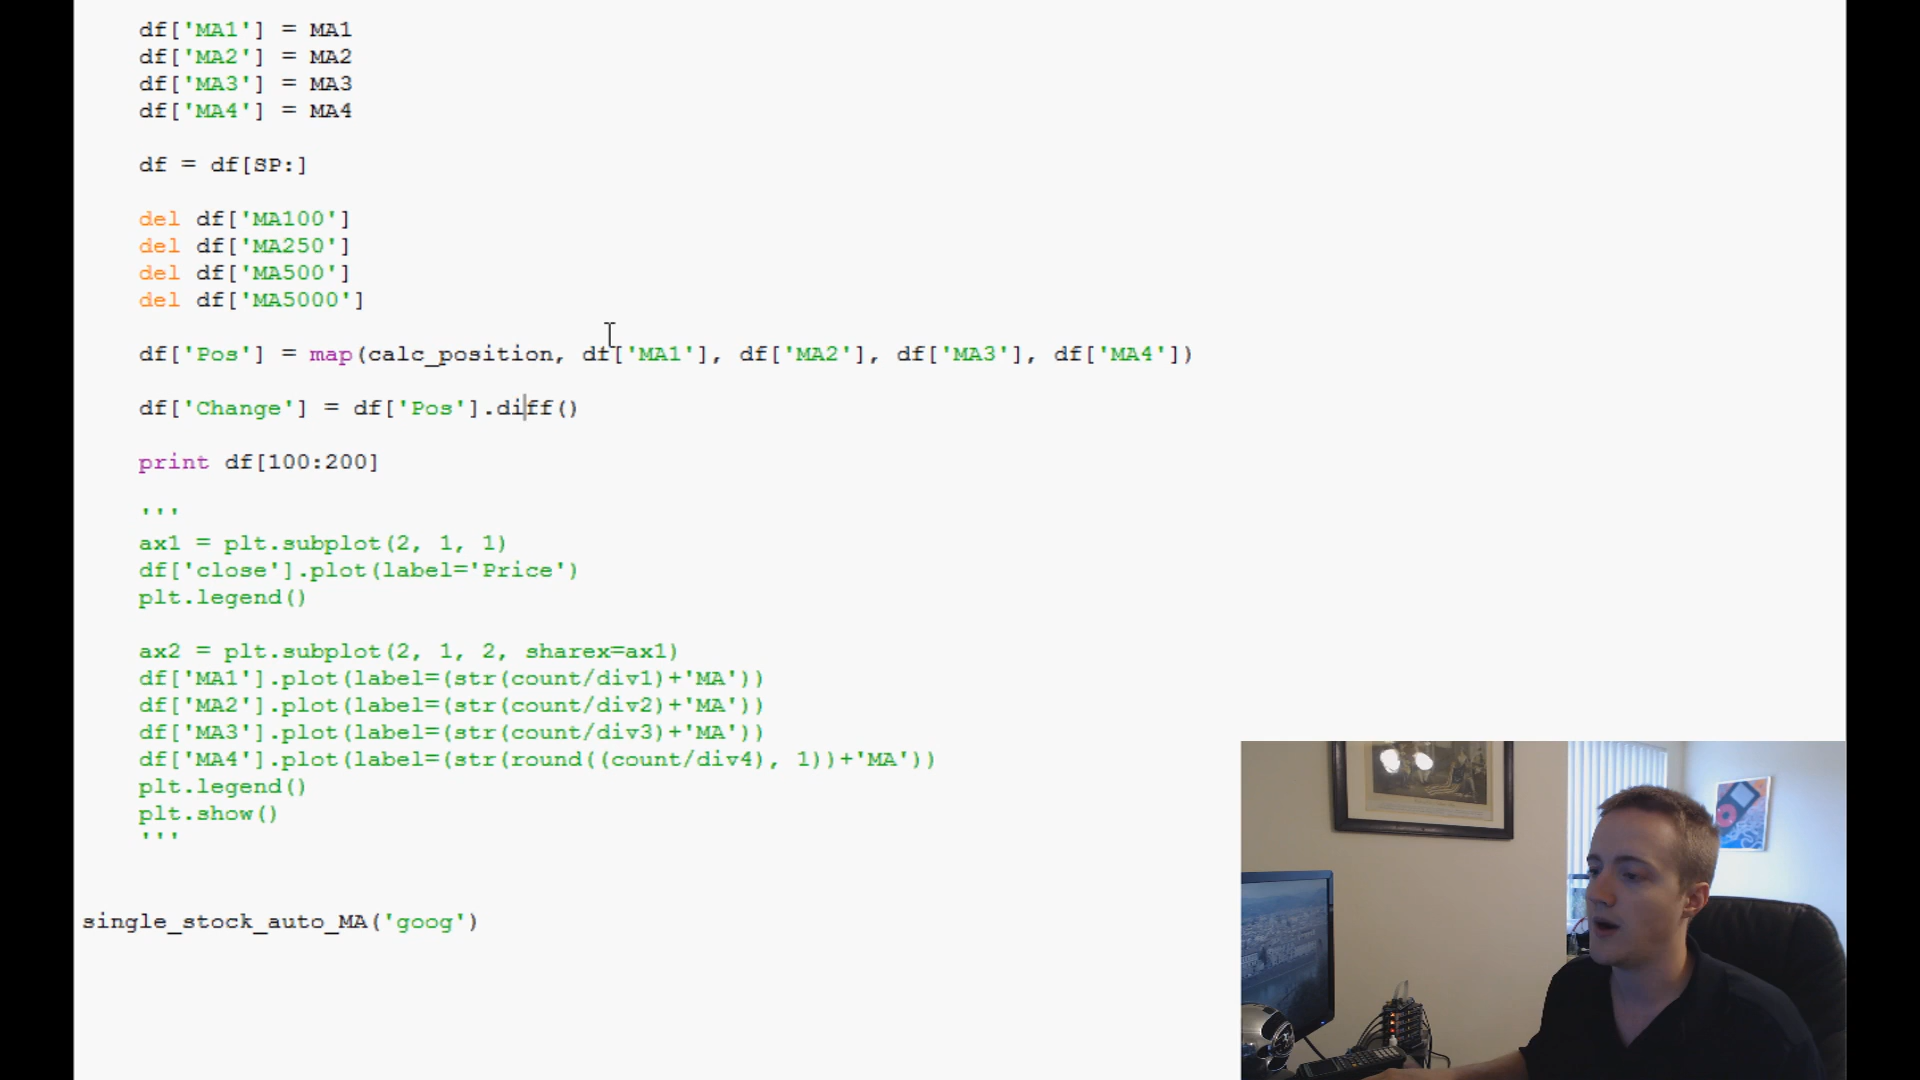 df['MA1'] = MA1
df['MA2'] = MA2
df['MA3'] = MA3
df['MA4'] = MA4
df = df[SP:]
del df['MA100']
del df['MA250']
del df['MA500']
del df['MA5000']
df['Pos'] = map(calc_position, df['MA1'], df['MA2'], df['MA3'], df['MA4'])
df['Change'] = df['Pos'].diff()
print df[100:200]
'''
ax1 = plt.subplot(2, 1, 1)
df['close'].plot(label='Price')
plt.legend()
ax2 = plt.subplot(2, 1, 2, sharex=ax1)
df['MA1'].plot(label=(str(count/div1)+'MA'))
df['MA2'].plot(label=(str(count/div2)+'MA'))
df['MA3'].plot(label=(str(count/div3)+'MA'))
df['MA4'].plot(label=(str(round((count/div4), 1))+'MA'))
plt.legend()
plt.show()
'''
single_stock_auto_MA('goog')